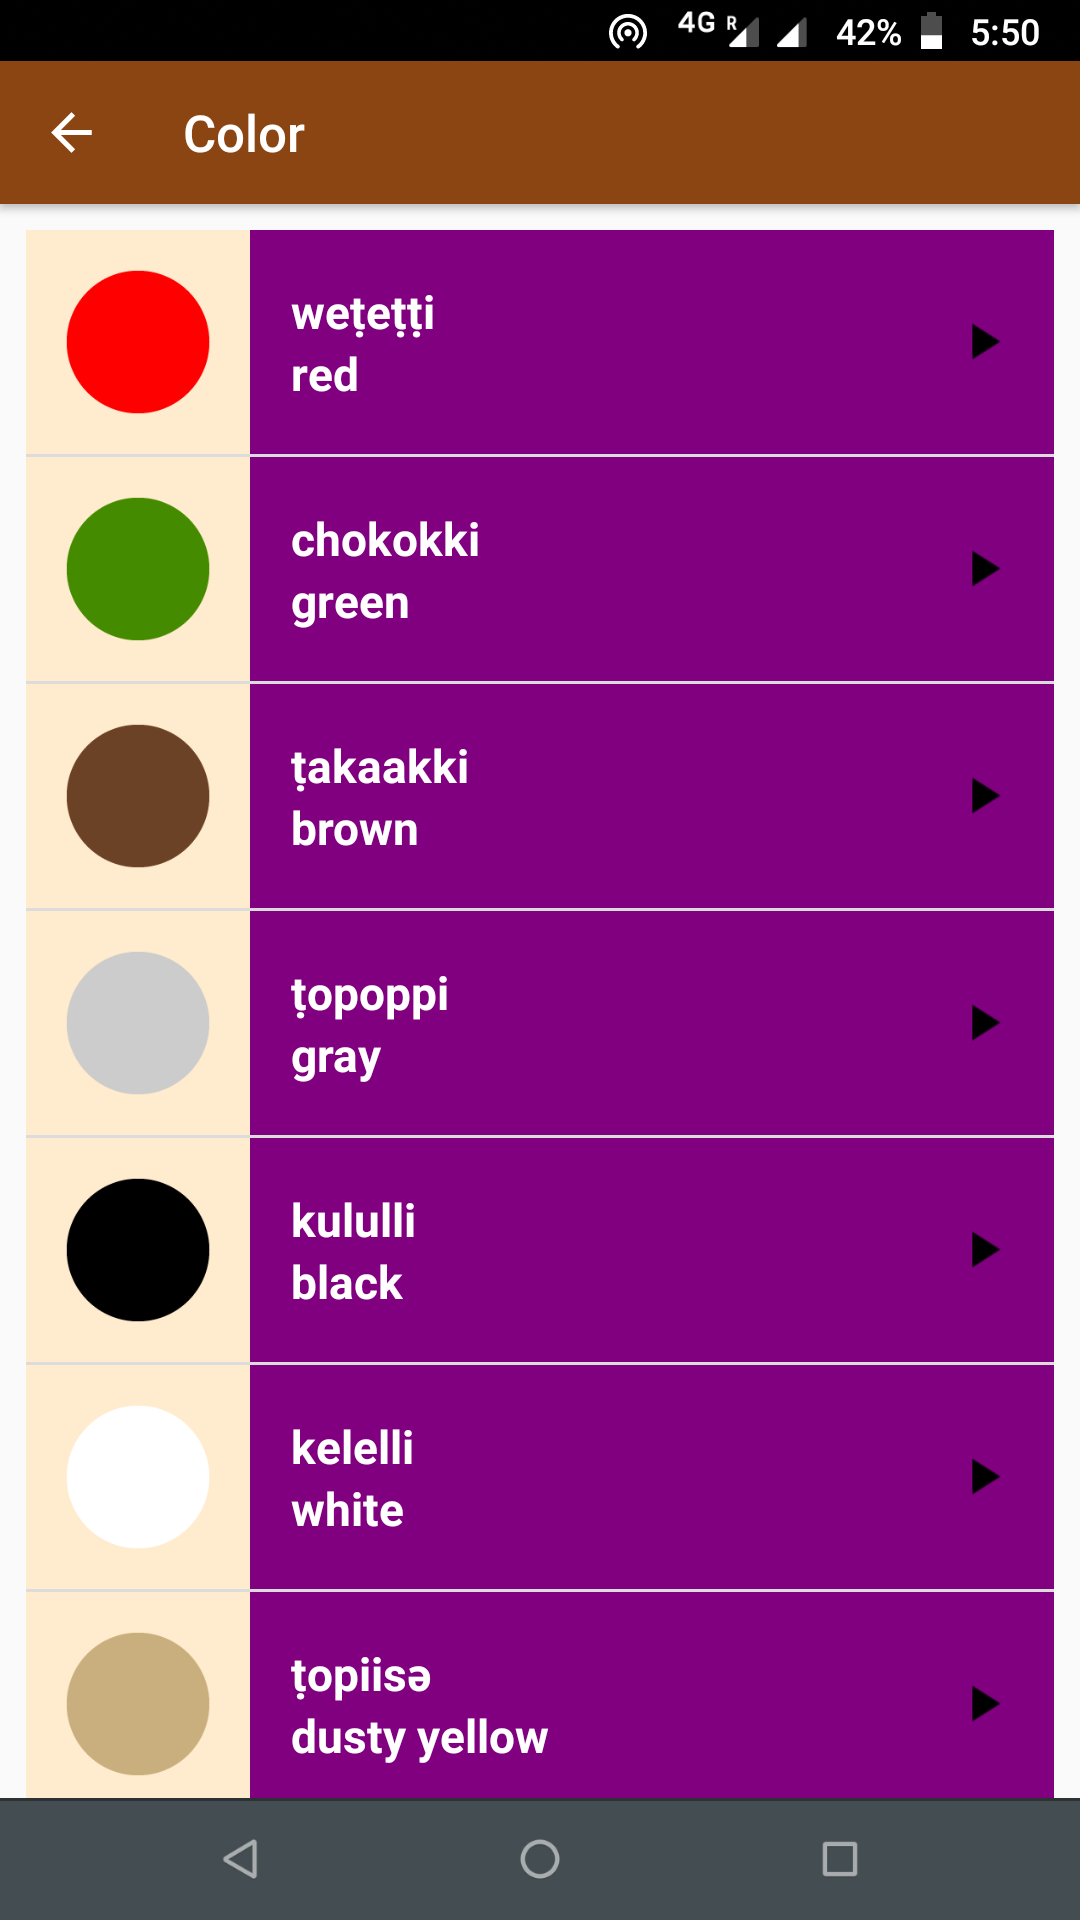 4G R 42% 5:50
Color
weṭeṭṭi
red
chokokki
green
ṭakaakki
brown
ṭopoppi
gray
kululli
black
kelelli
white
ṭopiisə
dusty yellow